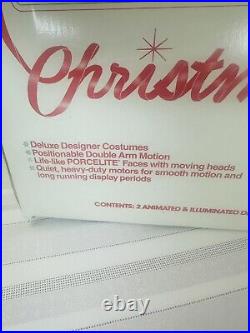 Christm
Deluxe Designer Costumes
Positionable Double Arm Motion
Life-like PORCELITE® Faces with moving heads
Quiet, heavy-duty motors for smooth motion and
long running display periods
CONTENTS: 2 ANIMATED & ILLUMINATED D